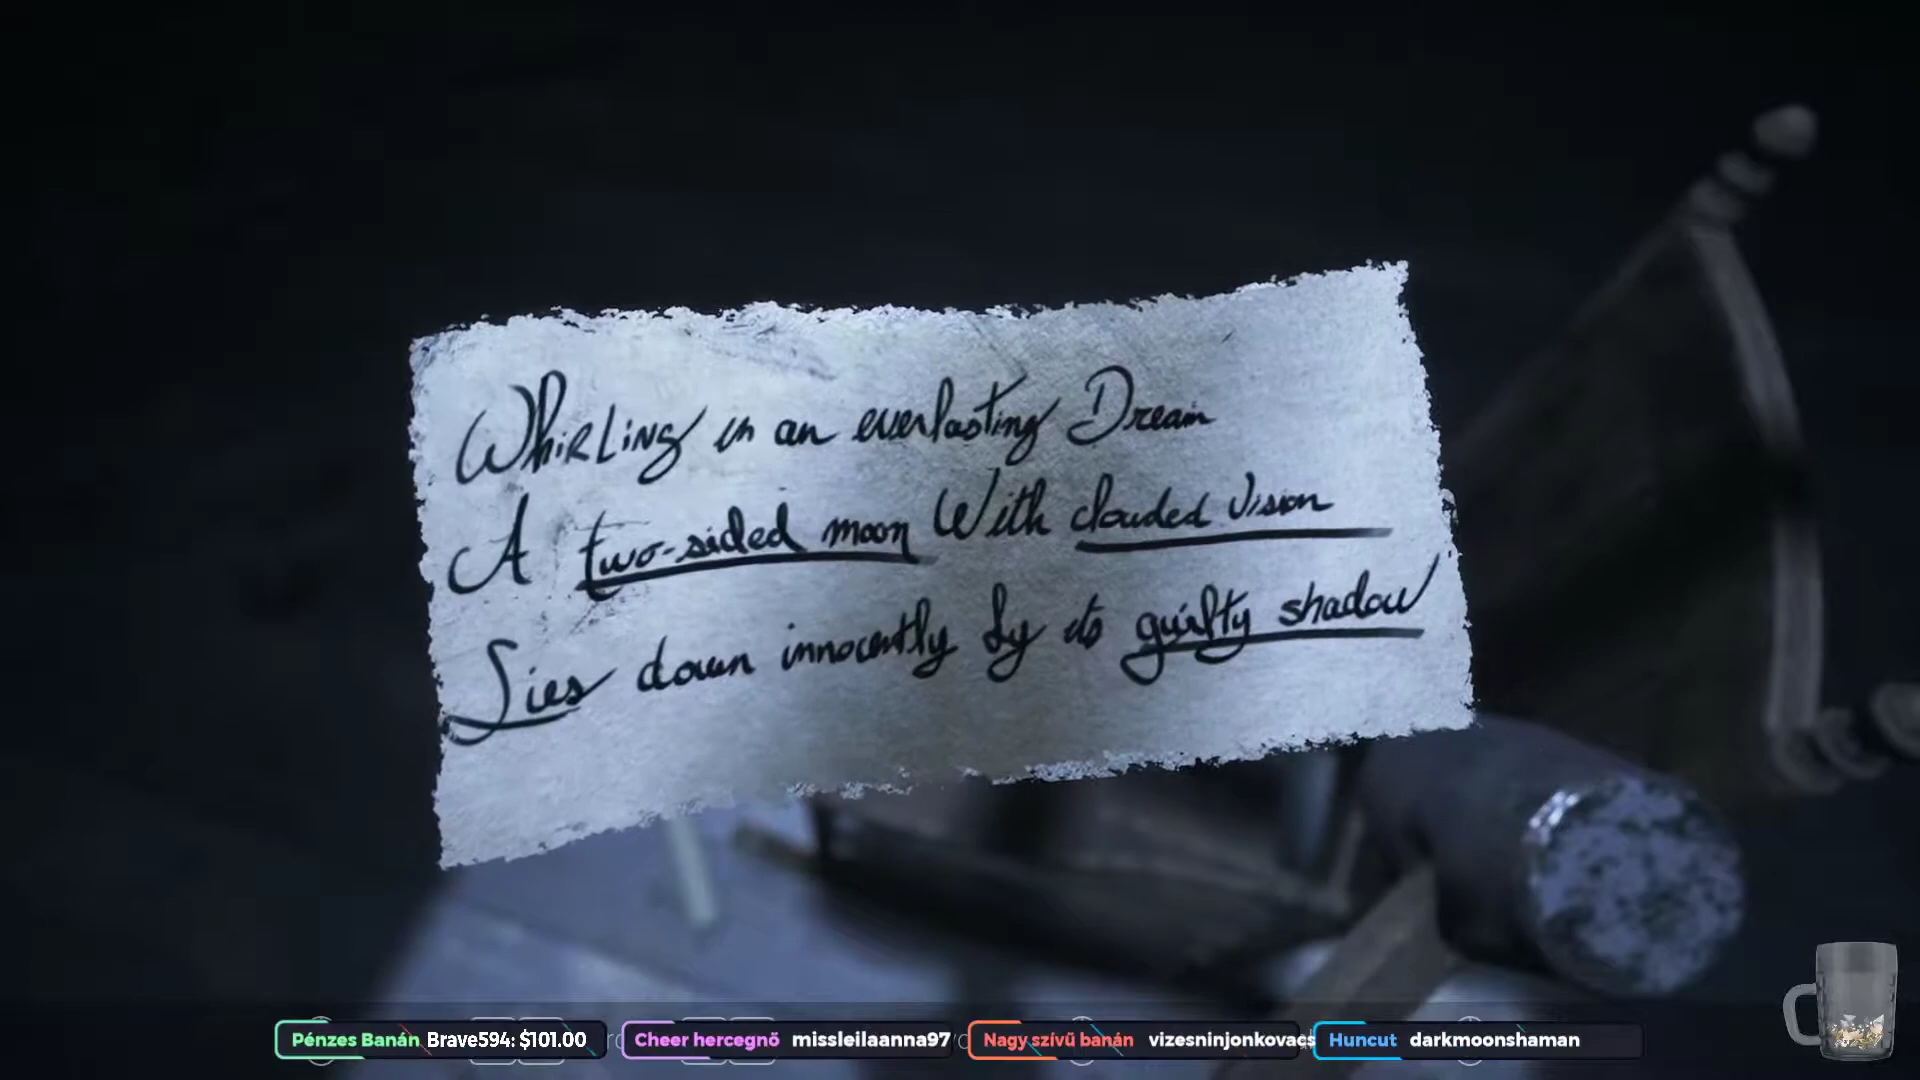 Whirling in an everlasting Dream
A two-sided moon With clouded vision
Lies down innocently by its guilty shadow
Pénzes Banán Brave594: $101.00 Cheer hercegnő missleilaanna97 Nagy szívű banán vizesninjonkovacs Huncut darkmoonshaman